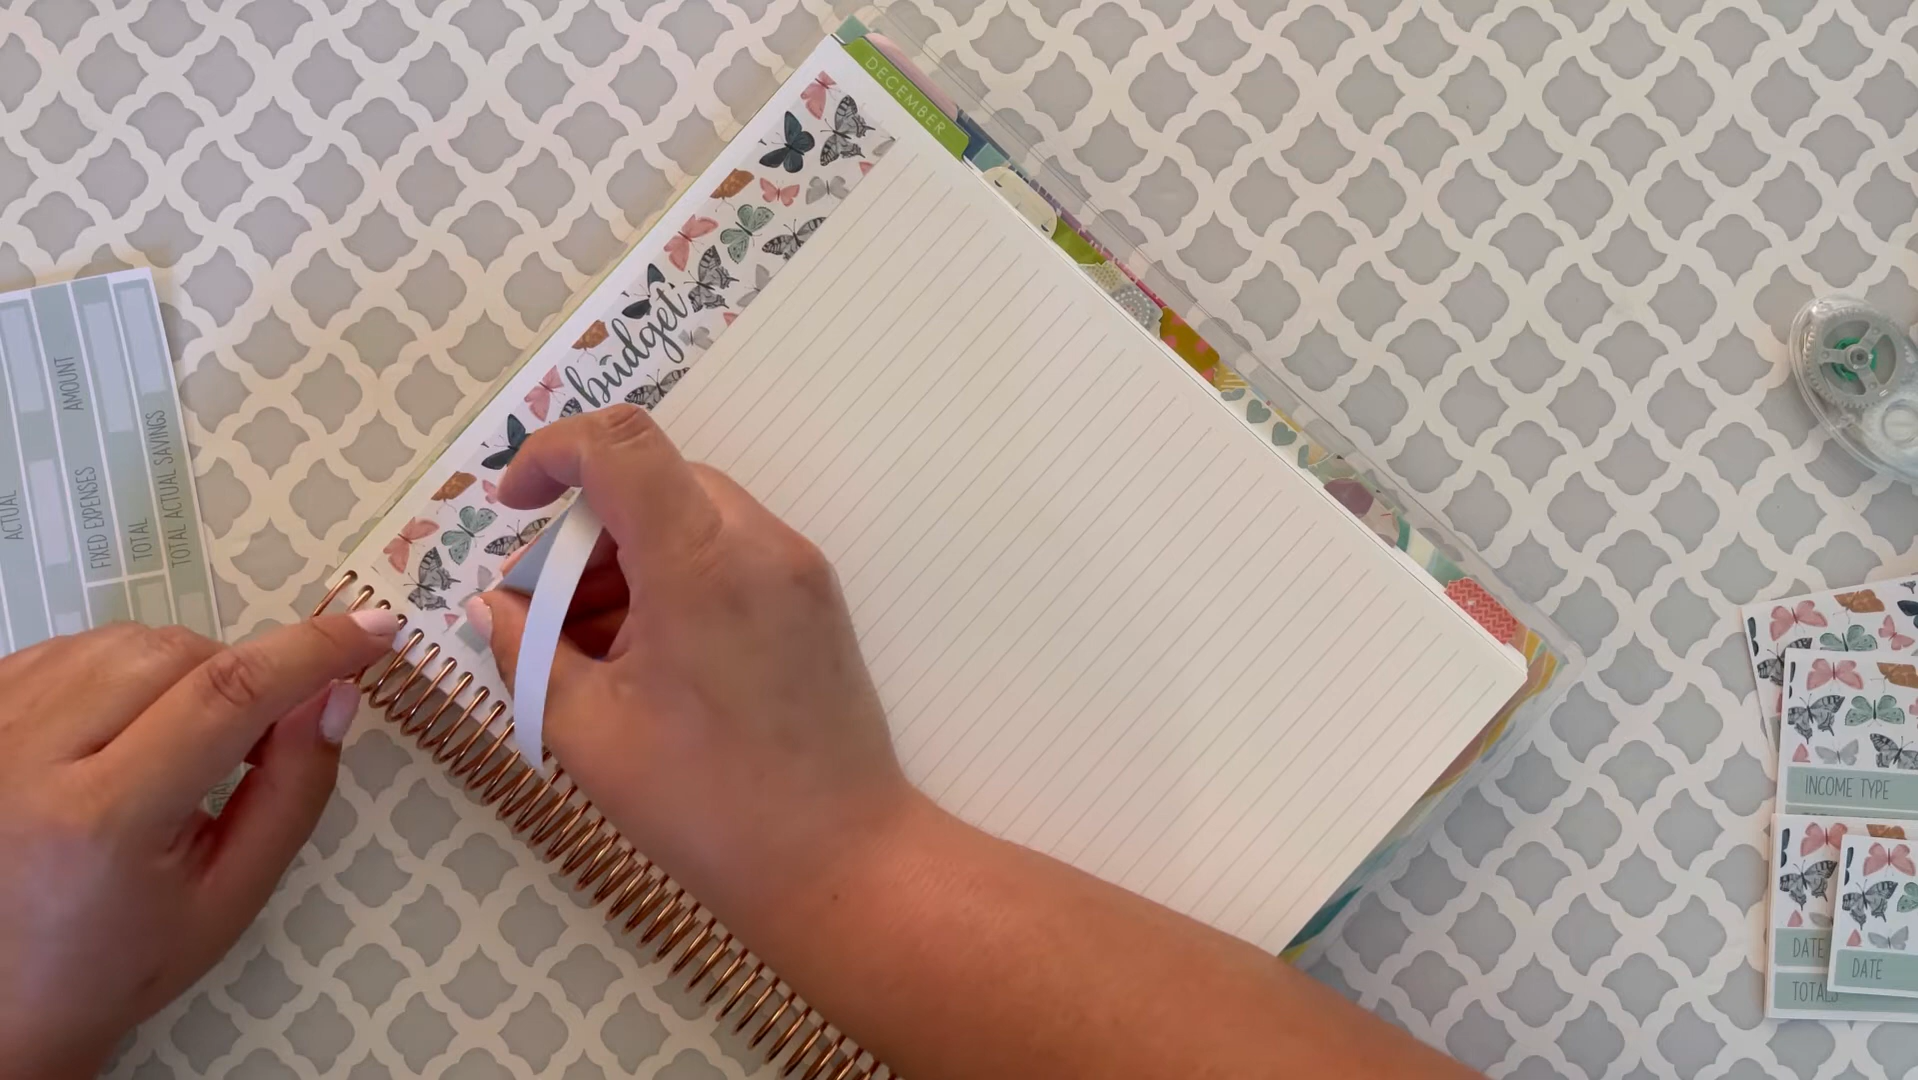 DECEMBER
budget
ACTUAL
FIXED EXPENSES AMOUNT
TOTAL
TOTAL ACTUAL SAVINGS
INCOME TYPE
DATE
TOTALS
DATE